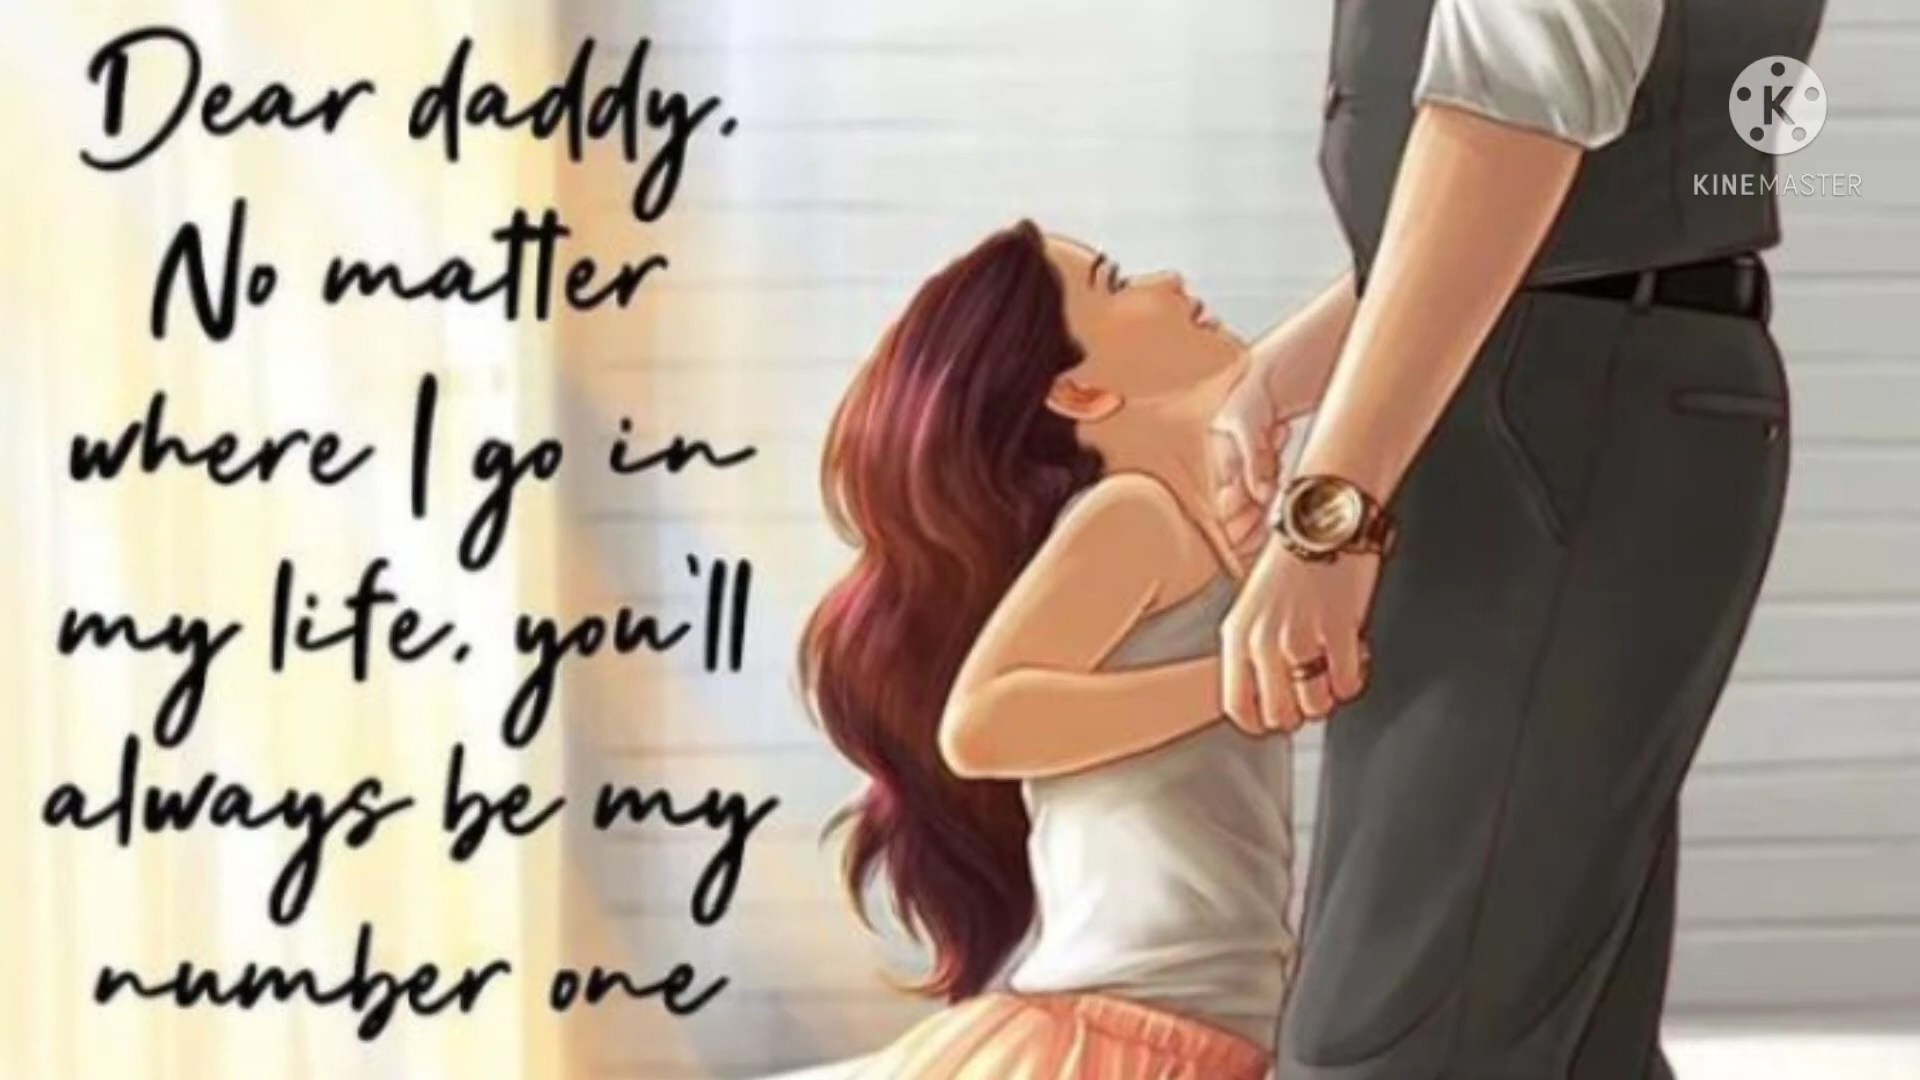 Dear daddy.
No matter
where I go in
my life. you'll
always be my
number one
K
KINEMASTER